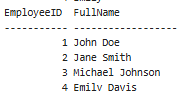 EmployeeID FullName
----------- -----------------
1 John Doe
2 Jane Smith
3 Michael Johnson
4 Emily Davis